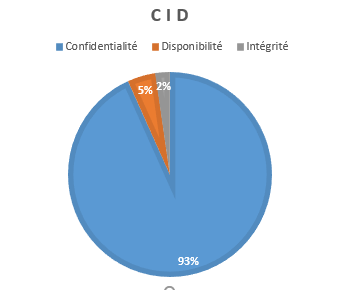 C I D
Confidentialité Disponibilité Intégrité
5% 2%
93%